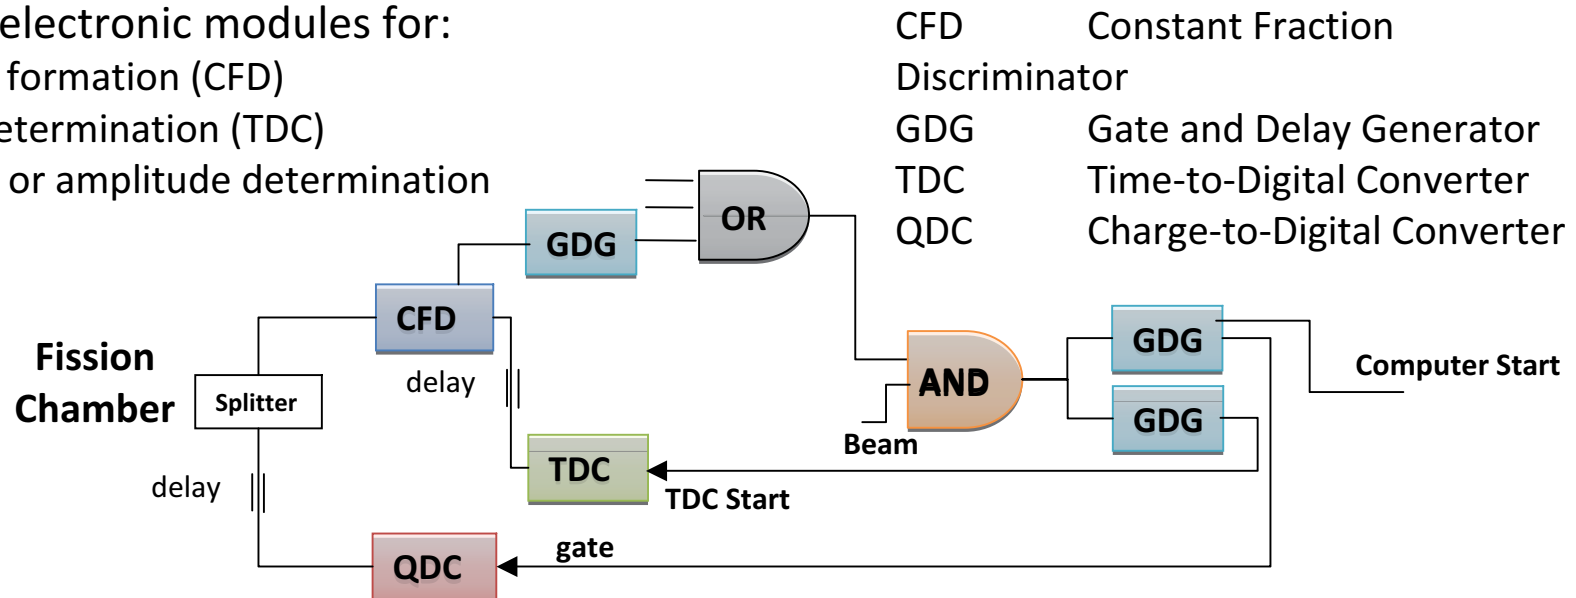 electronic modules for:
formation (CFD)
etermination (TDC)
or amplitude determination
CFD Constant Fraction
Discriminator
GDG Gate and Delay Generator
TDC Time-to-Digital Converter
QDC Charge-to-Digital Converter
OR
GDG
CFD
Fission
Chamber
Splitter
delay
AND
GDG
GDG
Computer Start
Beam
TDC
TDC Start
delay
gate
QDC